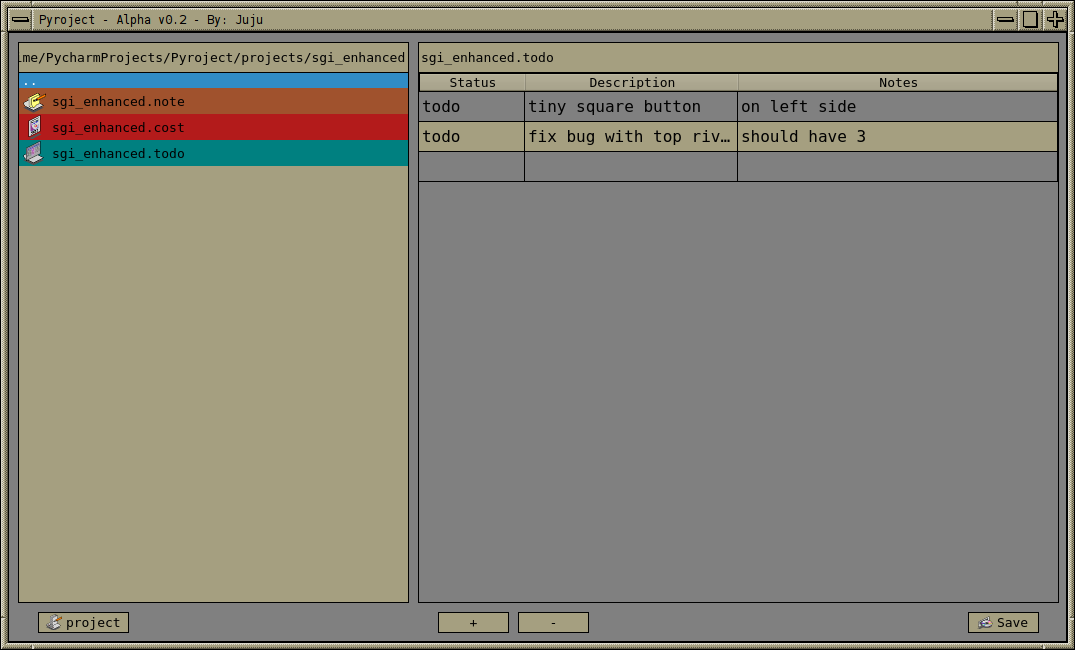 Pyroject - Alpha v0.2 - By: Juju
me/PycharmProjects/Pyroject/projects/sgi_enhanced
..
sgi_enhanced.note
sgi_enhanced.cost
sgi_enhanced.todo
project
sgi_enhanced.todo
Status Description Notes
todo tiny square button on left side
todo fix bug with top riv… should have 3
+ - Save